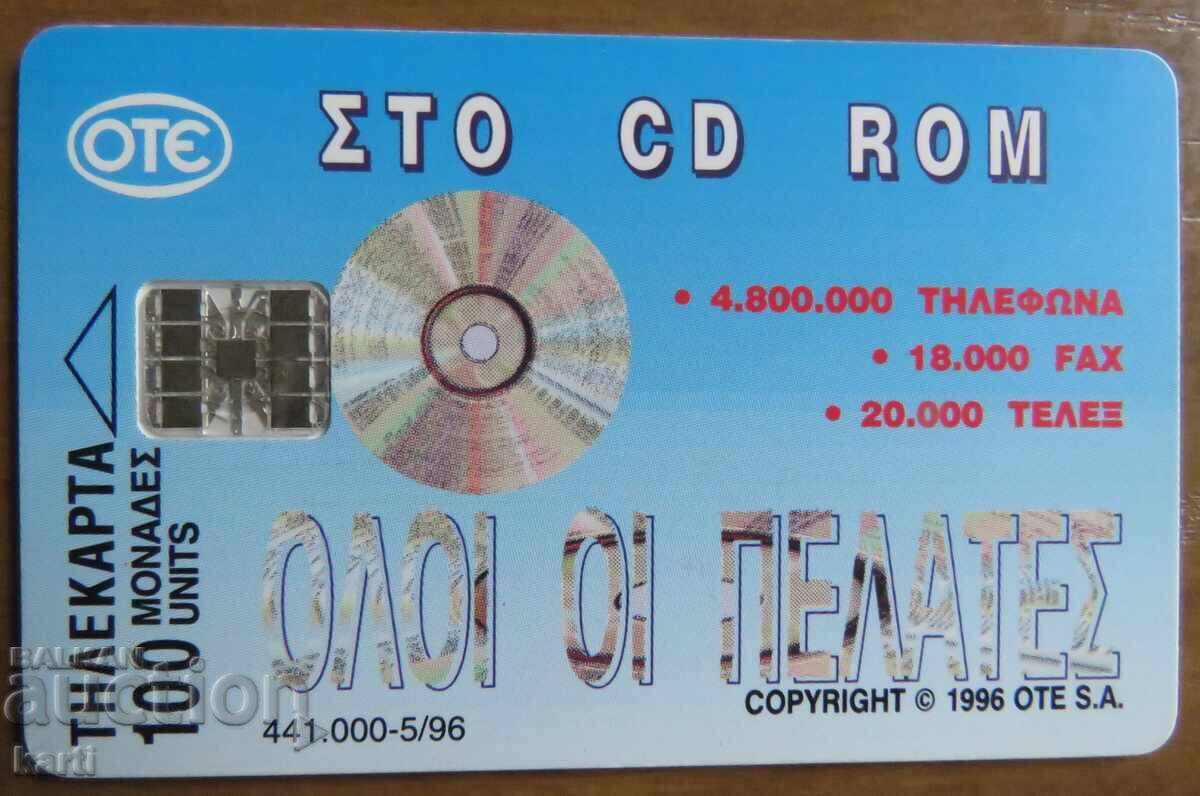 OTE
ΣΤΟ CD ROM
• 4.800.000 ΤΗΛΕΦΩΝΑ
• 18.000 FAX
• 20.000 ΤΕΛΕΞ
ΤΗΛΕΚΑΡΤΑ
100 ΜΟΝΑΔΕΣ
UNITS
ΟΛΟΙ ΟΙ ΠΕΛΑΤΕΣ
COPYRIGHT © 1996 OTE S.A.
441.000-5/96
BALKAN
auction
karti